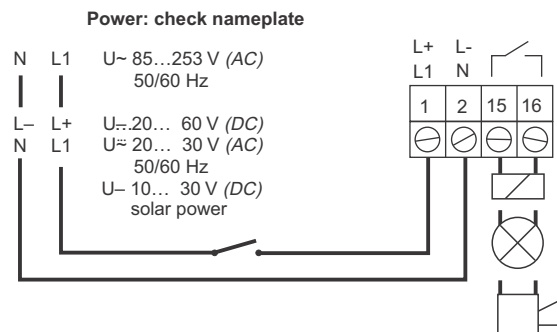 Power: check nameplate
N L1 U~ 85…253 V (AC)
50/60 Hz
L– L+ U⎓20… 60 V (DC)
N L1 U≂ 20… 30 V (AC)
50/60 Hz
U– 10… 30 V (DC)
solar power
L+ L-
L1 N
1 2 15 16